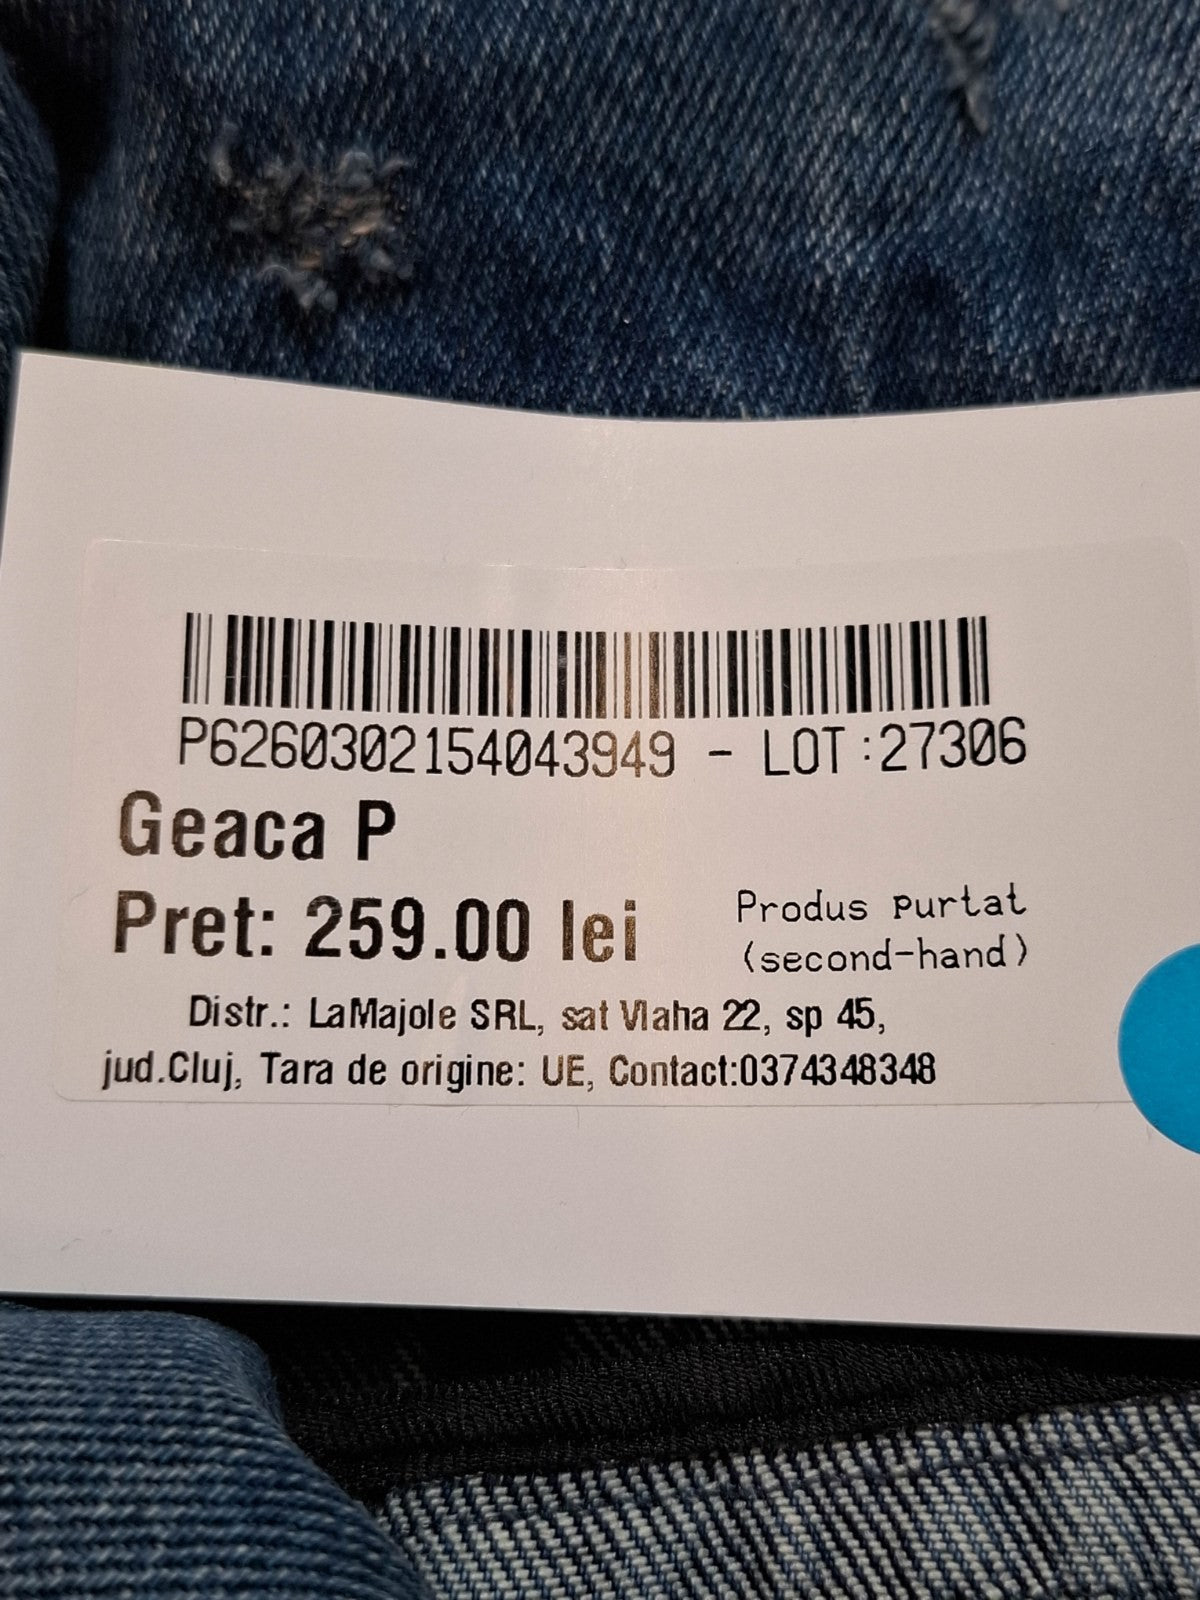 P6260302154043949 - LOT:27306
Geaca P
Pret: 259.00 lei
Produs purtat
(second-hand)
Distr.: LaMajole SRL, sat Vlaha 22, sp 45,
jud.Cluj, Tara de origine: UE, Contact:0374348348